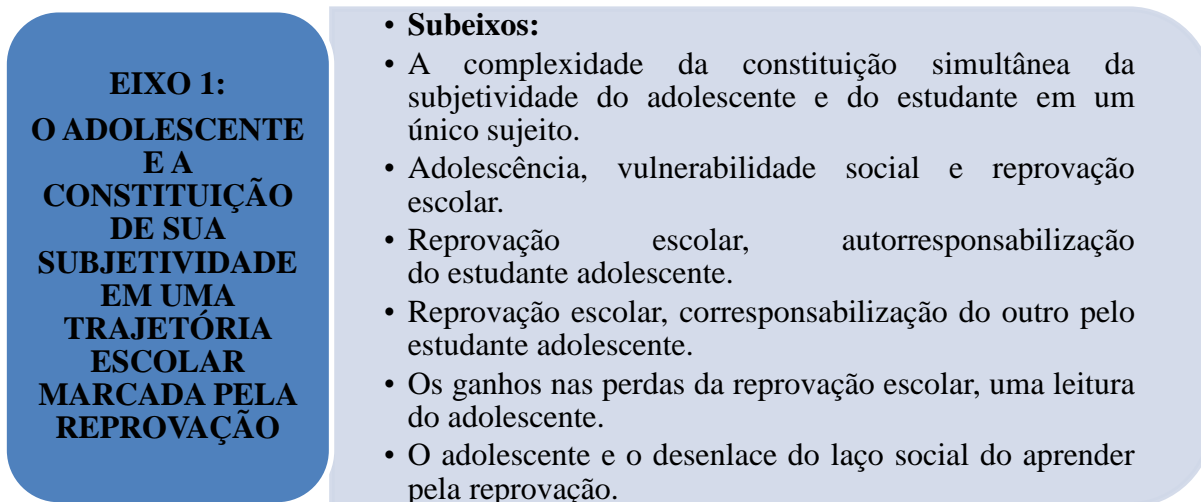 EIXO 1:
O ADOLESCENTE
E A
CONSTITUIÇÃO
DE SUA
SUBJETIVIDADE
EM UMA
TRAJETÓRIA
ESCOLAR
MARCADA PELA
REPROVAÇÃO
• Subeixos:
• A complexidade da constituição simultânea da
subjetividade do adolescente e do estudante em um
único sujeito.
• Adolescência, vulnerabilidade social e reprovação
escolar.
• Reprovação escolar, autorresponsabilização
do estudante adolescente.
• Reprovação escolar, corresponsabilização do outro pelo
estudante adolescente.
• Os ganhos nas perdas da reprovação escolar, uma leitura
do adolescente.
• O adolescente e o desenlace do laço social do aprender
pela reprovação.